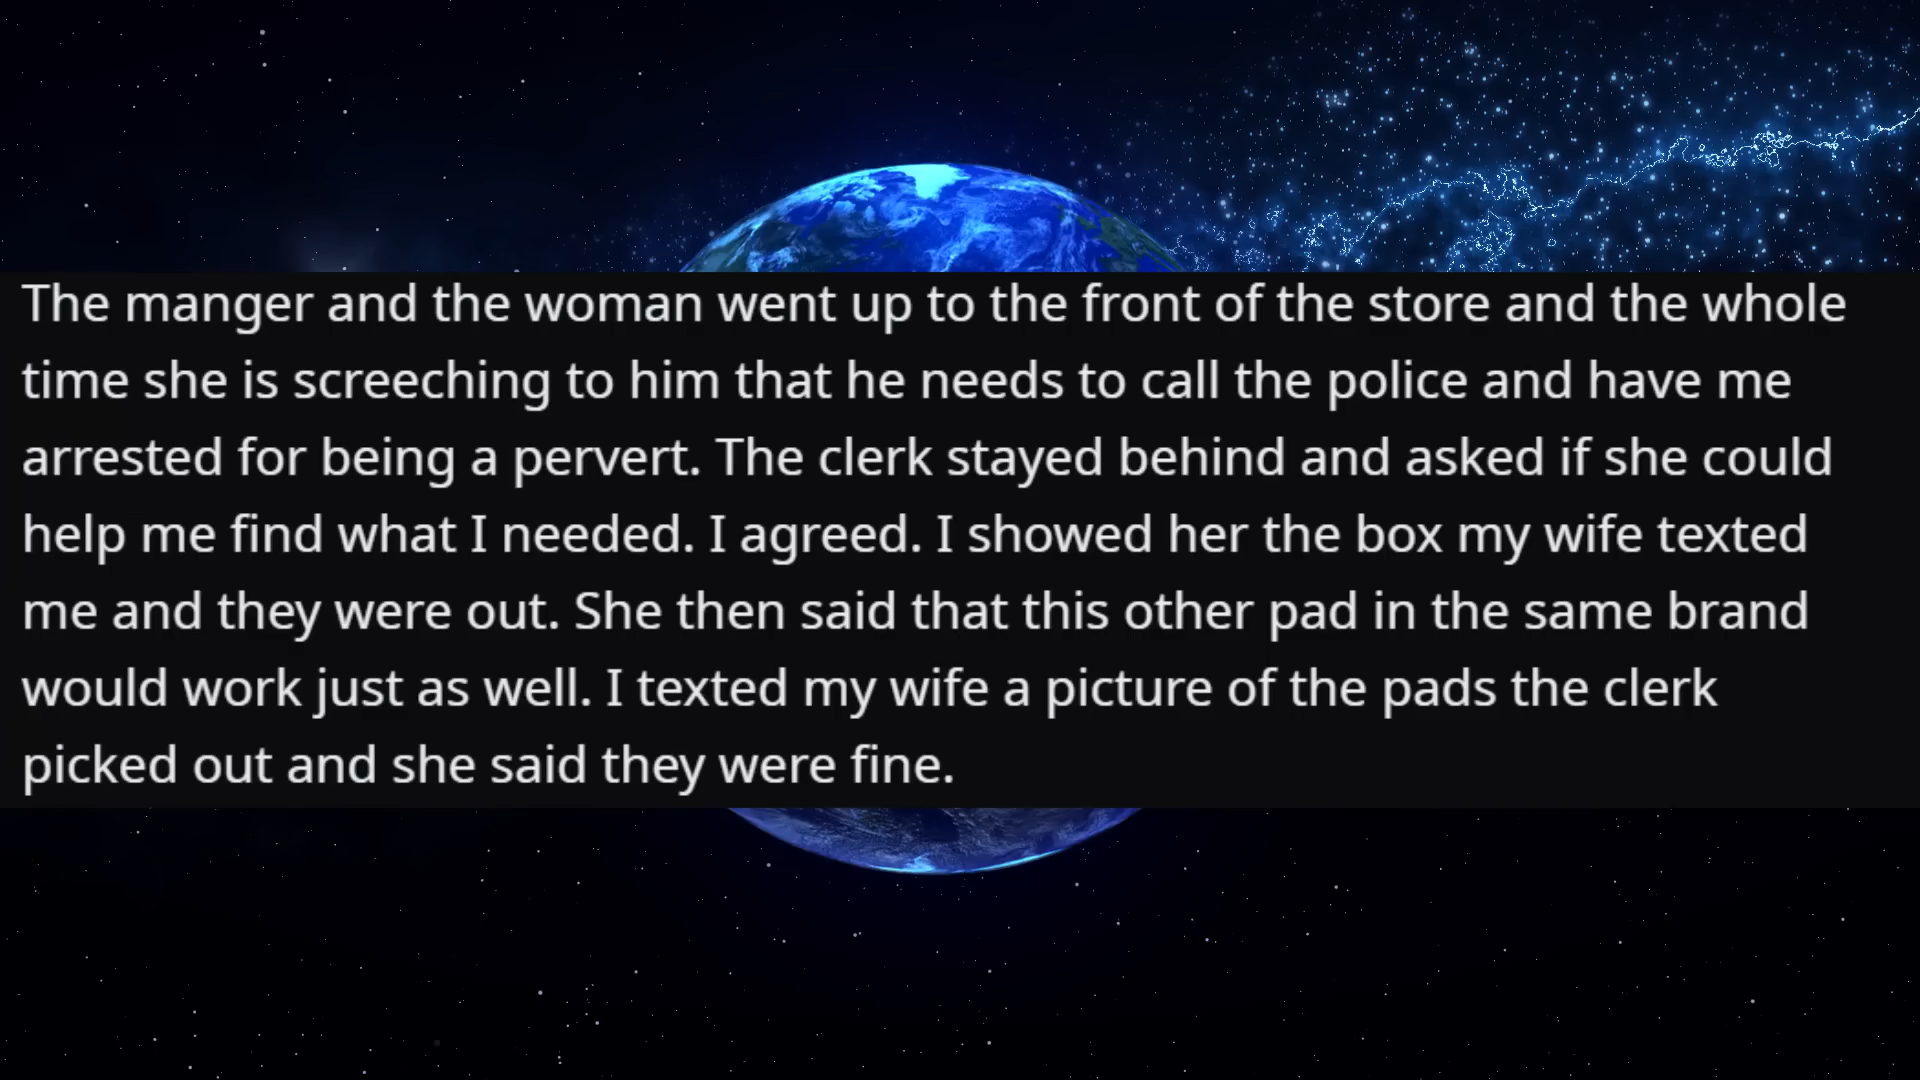 The manger and the woman went up to the front of the store and the whole
time she is screeching to him that he needs to call the police and have me
arrested for being a pervert. The clerk stayed behind and asked if she could
help me find what I needed. I agreed. I showed her the box my wife texted
me and they were out. She then said that this other pad in the same brand
would work just as well. I texted my wife a picture of the pads the clerk
picked out and she said they were fine.